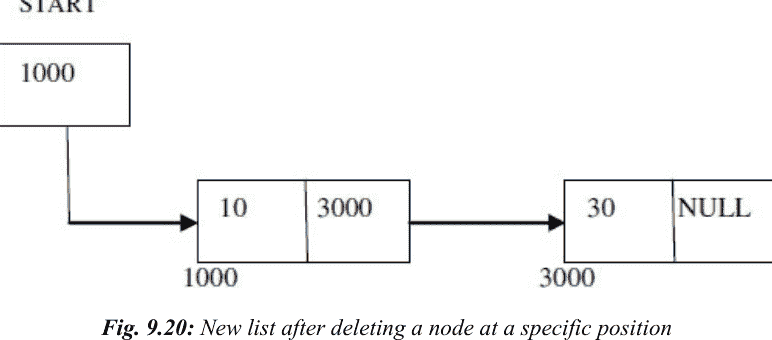 START
1000
10 3000 30 NULL
1000 3000
Fig. 9.20: New list after deleting a node at a specific position